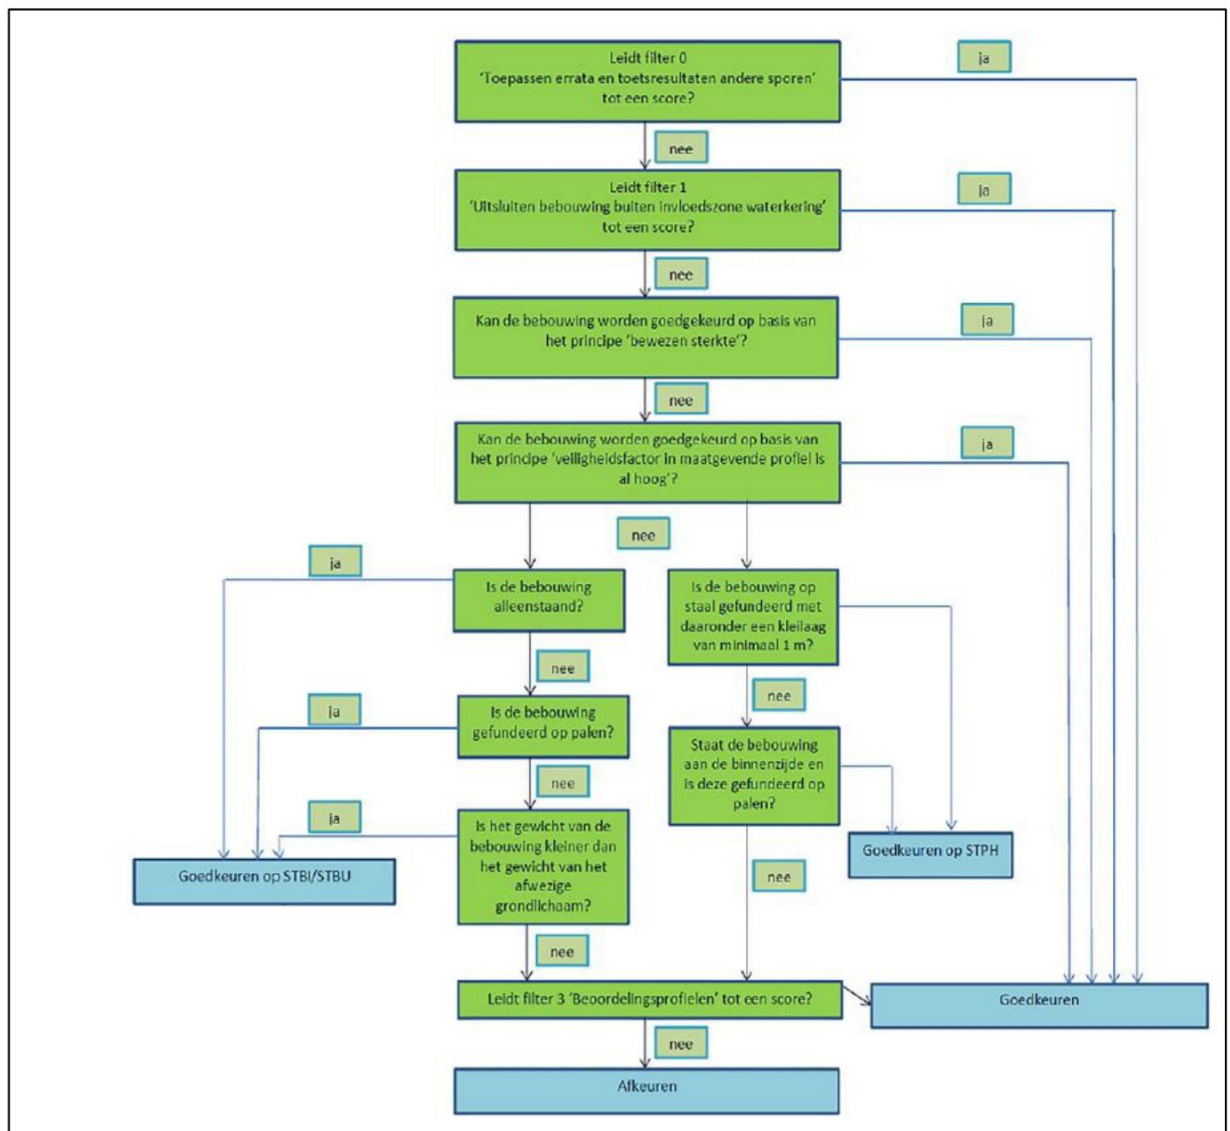 Leidt filter 0
'Toepassen errata en toetsresultaten andere sporen'
tot een score?
ja
nee
Leidt filter 1
'Uitsluiten bebouwing buiten invloedszone waterkering'
tot een score?
ja
nee
Kan de bebouwing worden goedgekeurd op basis van
het principe 'bewezen sterkte'?
ja
nee
Kan de bebouwing worden goedgekeurd op basis van
het principe 'veiligheidsfactor in maatgevende profiel is
al hoog'?
ja
nee
ja
Is de bebouwing
alleenstaand?
nee
ja
Is de bebouwing
gefundeerd op palen?
nee
ja
Is het gewicht van de
bebouwing kleiner dan
het gewicht van het
afwezige
grondlichaam?
nee
Goedkeuren op STBI/STBU
Is de bebouwing op
staal gefundeerd met
daaronder een kleilaag
van minimaal 1 m?
nee
Staat de bebouwing
aan de binnenzijde en
is deze gefundeerd op
palen?
nee
Goedkeuren op STPH
Leidt filter 3 'Beoordelingsprofielen' tot een score?
Goedkeuren
nee
Afkeuren